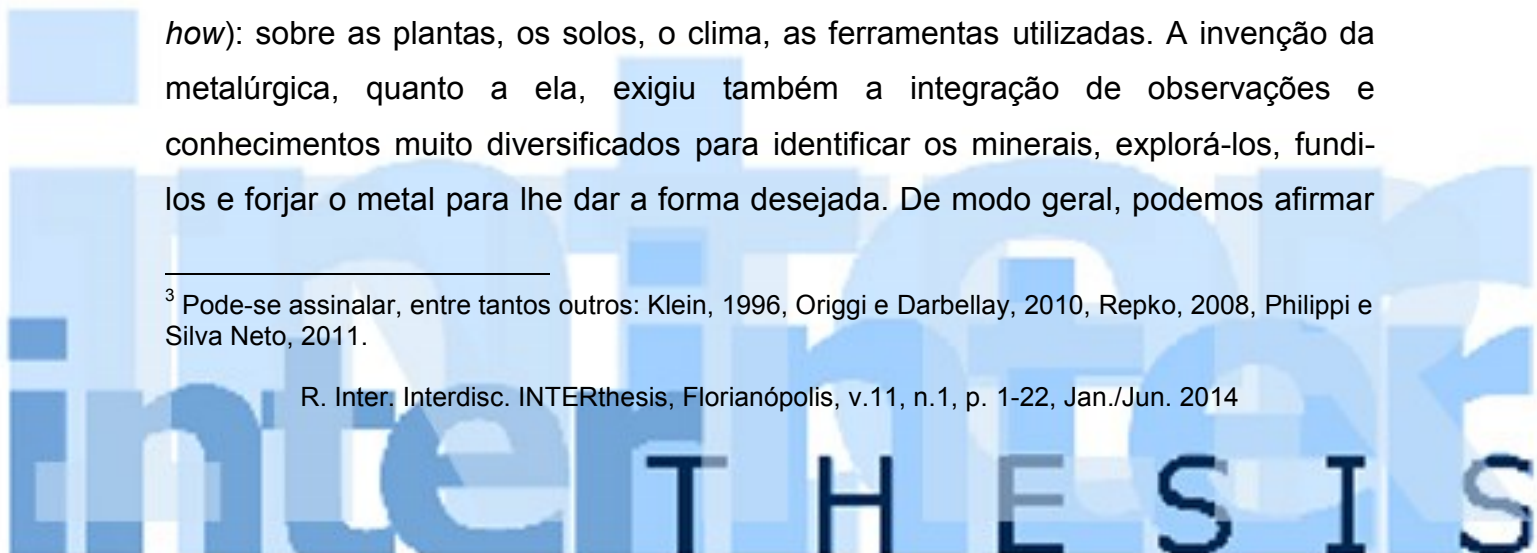 how): sobre as plantas, os solos, o clima, as ferramentas utilizadas. A invenção da
metalúrgica, quanto a ela, exigiu também a integração de observações e
conhecimentos muito diversificados para identificar os minerais, explorá-los, fundi-
los e forjar o metal para lhe dar a forma desejada. De modo geral, podemos afirmar
3 Pode-se assinalar, entre tantos outros: Klein, 1996, Origgi e Darbellay, 2010, Repko, 2008, Philippi e
Silva Neto, 2011.
R. Inter. Interdisc. INTERthesis, Florianópolis, v.11, n.1, p. 1-22, Jan./Jun. 2014
inter
inter
inter
THESIS